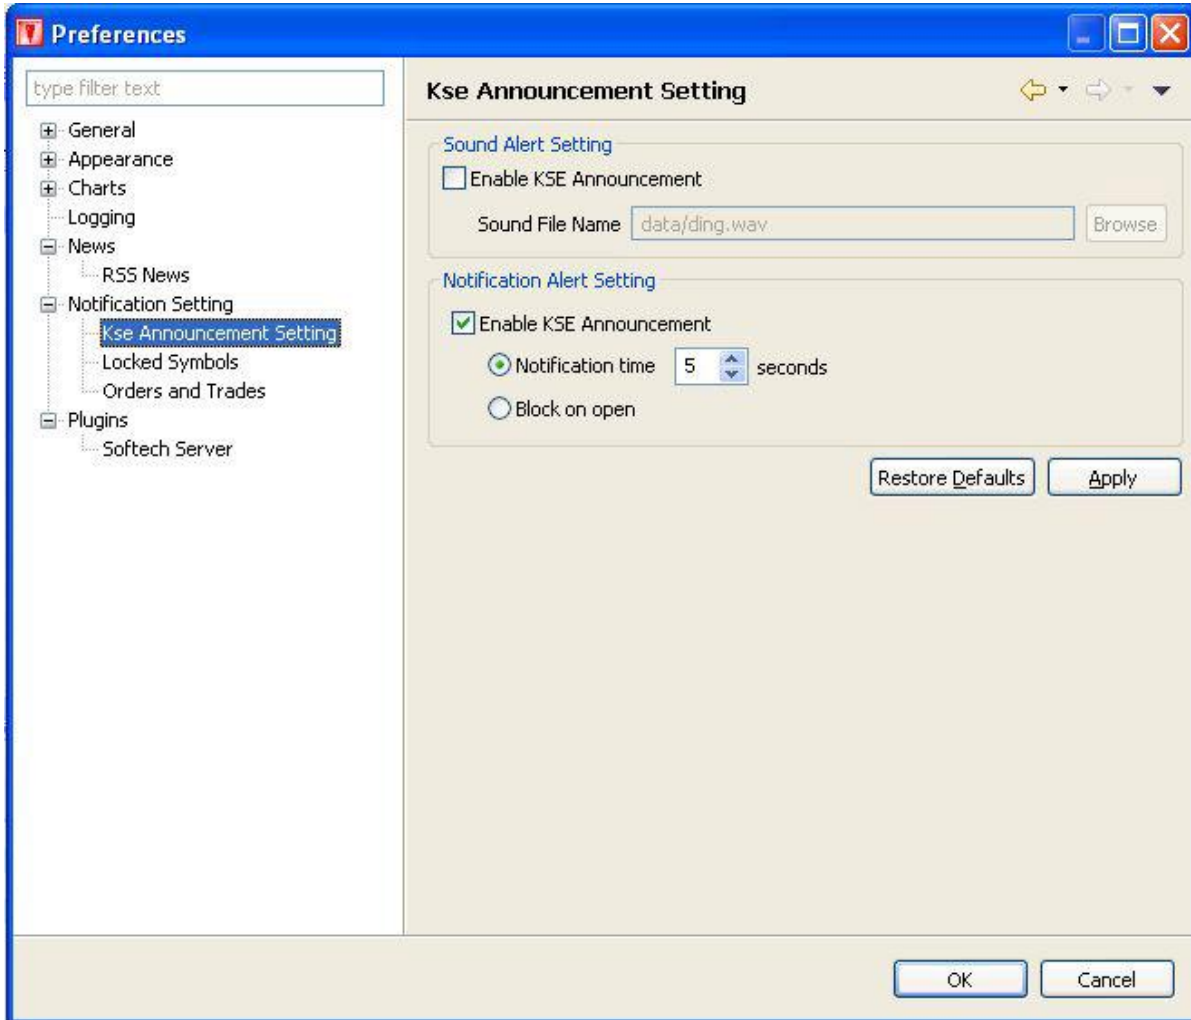 Preferences
type filter text
General
Appearance
Charts
Logging
News
RSS News
Notification Setting
Kse Announcement Setting
Locked Symbols
Orders and Trades
Plugins
Softech Server
Kse Announcement Setting
Sound Alert Setting
Enable KSE Announcement
Sound File Name data/ding.wav Browse
Notification Alert Setting
Enable KSE Announcement
Notification time 5 seconds
Block on open
Restore Defaults Apply
OK Cancel